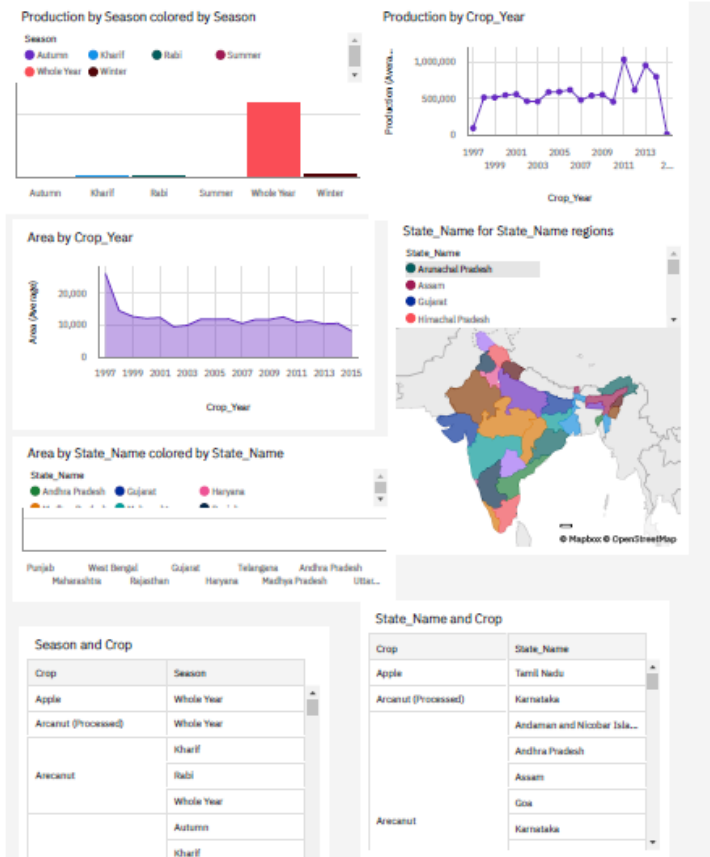 Production by Season colored by Season
Season
Autumn Kharif Rabi Summer
Whole Year Winter
Autumn Kharif Rabi Summer Whole Year Winter
Production by Crop_Year
Production (Avera...
1,000,000
500,000
0
1997 2001 2005 2009 2013
1999 2003 2007 2011 2...
Crop_Year
Area by Crop_Year
Area (Average)
20,000
10,000
0
1997 1999 2001 2003 2005 2007 2009 2011 2013 2015
Crop_Year
State_Name for State_Name regions
State_Name
Arunachal Pradesh
Assam
Gujarat
Himachal Pradesh
© Mapbox © OpenStreetMap
Area by State_Name colored by State_Name
State_Name
Andhra Pradesh Gujarat Haryana
Punjab West Bengal Gujarat Telangana Andhra Pradesh
Maharashtra Rajasthan Haryana Madhya Pradesh Uttar...
Season and Crop
Crop Season
Apple Whole Year
Arcanut (Processed) Whole Year
Kharif
Arecanut Rabi
Whole Year
Autumn
Kharif
State_Name and Crop
Crop State_Name
Apple Tamil Nadu
Arcanut (Processed) Karnataka
Andaman and Nicobar Isla...
Andhra Pradesh
Assam
Goa
Arecanut Karnataka